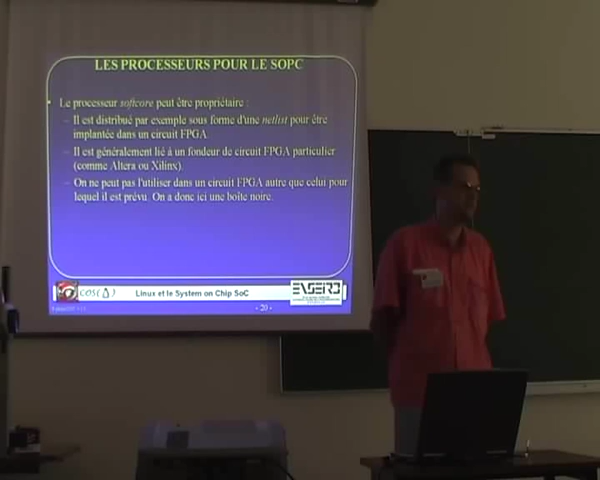 LES PROCESSEURS POUR LE SOPC
• Le processeur softcore peut être propriétaire :
– Il est distribué par exemple sous forme d'une netlist pour être
implantée dans un circuit FPGA
– Il est généralement lié à un fondeur de circuit FPGA particulier
(comme Altera ou Xilinx).
– On ne peut pas l'utiliser dans un circuit FPGA autre que celui pour
lequel il est prévu. On a donc ici une boîte noire.
Linux et le System on Chip SoC
ENSEIRB
- 20 -